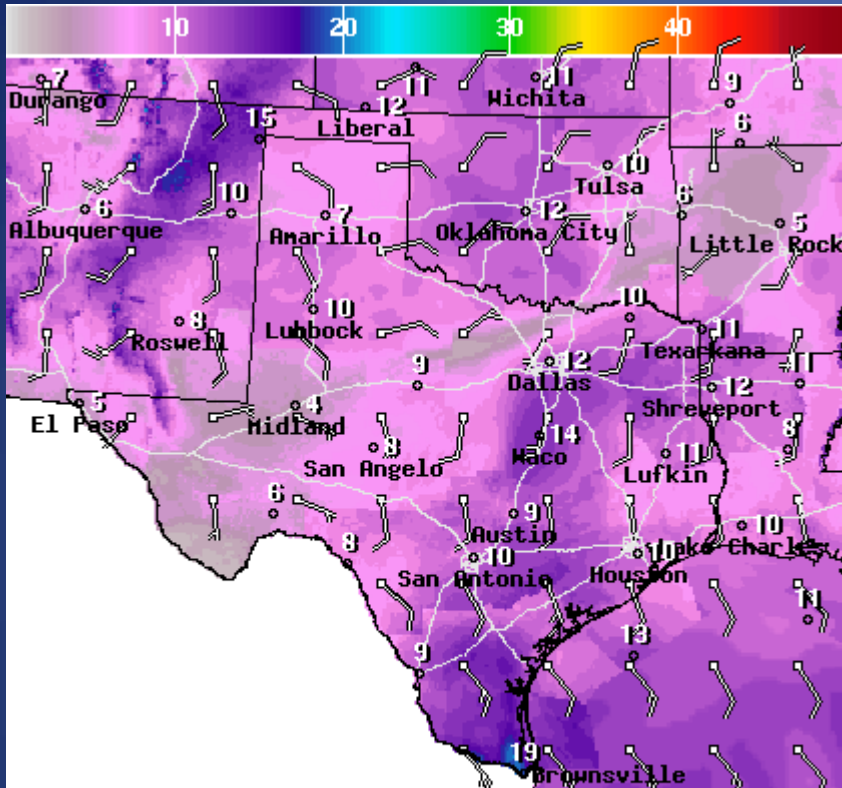 10 20 30 40
7 11 11 9
Durango Liberal 12 Wichita
15 6
10
Tulsa
6 10 7 12 6 5
Albuquerque Amarillo Oklahoma City Little Rock
8 10 10 11
Roswell Lubbock Texarkana
9 12 11
Dallas 12
5 4 Shreveport
El Paso Midland
8 14 11 8
San Angelo Waco Lufkin
6 9 10
Austin Lake Charles
8 10 10
San Antonio Houston
11
13
9
19
Brownsville